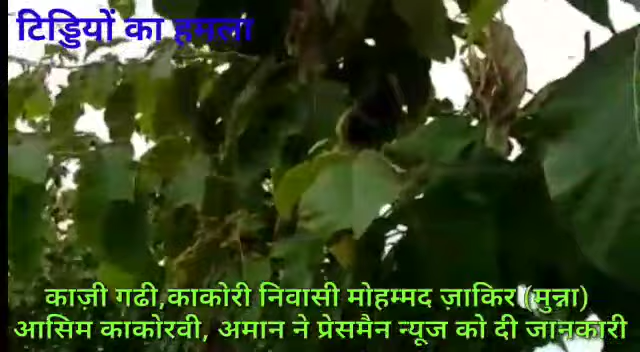 टिड्डियों का हमला
काज़ी गढी,काकोरी निवासी मोहम्मद ज़ाकिर (मुन्ना)
आसिम काकोरवी, अमान ने प्रेसमैन न्यूज को दी जानकारी